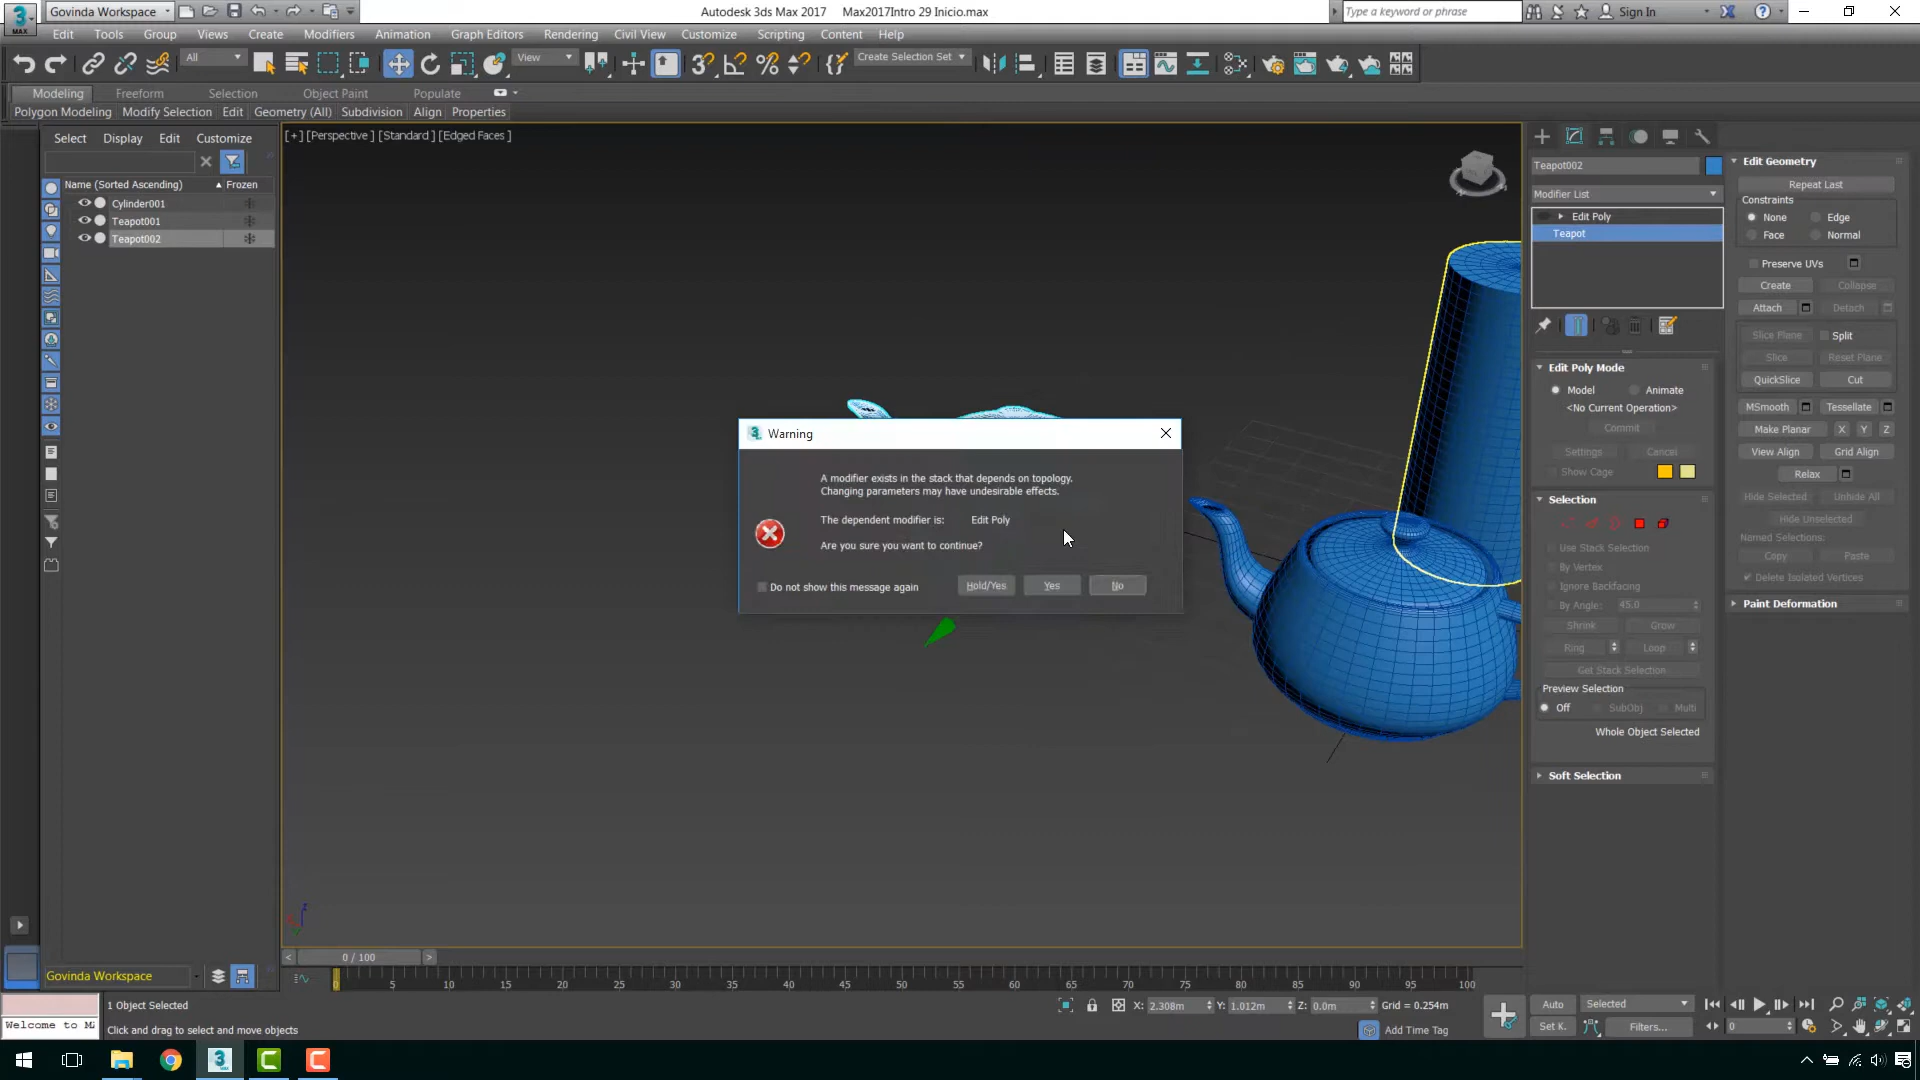 Govinda Workspace
Autodesk 3ds Max 2017 Max2017Intro 29 Inicio.max
Type a keyword or phrase
Sign In
MAX
Edit Tools Group Views Create Modifiers Animation Graph Editors Rendering Civil View Customize Scripting Content Help
All
View
Create Selection Set
Modeling Freeform Selection Object Paint Populate
Polygon Modeling Modify Selection Edit Geometry (All) Subdivision Align Properties
Select Display Edit Customize
Name (Sorted Ascending) Frozen
Cylinder001
Teapot001
Teapot002
[+] [Perspective] [Standard] [Edged Faces]
Warning
A modifier exists in the stack that depends on topology.
Changing parameters may have undesirable effects.
The dependent modifier is: Edit Poly
Are you sure you want to continue?
Do not show this message again
Hold/Yes Yes No
Teapot002
Modifier List
Edit Poly
Teapot
Edit Poly Mode
Model Animate
<No Current Operation>
Commit
Settings Cancel
Show Cage
Selection
Use Stack Selection
By Vertex
Ignore Backfacing
By Angle: 45.0
Shrink Grow
Ring Loop
Get Stack Selection
Preview Selection
Off SubObj Multi
Whole Object Selected
Soft Selection
Edit Geometry
Repeat Last
Constraints
None Edge
Face Normal
Preserve UVs
Create Collapse
Attach Detach
Slice Plane Split
Slice Reset Plane
QuickSlice Cut
MSmooth Tessellate
Make Planar X Y Z
View Align Grid Align
Relax
Hide Selected Unhide All
Hide Unselected
Named Selections:
Copy Paste
Delete Isolated Vertices
Paint Deformation
z
< 0 / 100 >
Govinda Workspace
0 5 10 15 20 25 30 35 40 45 50 55 60 65 70 75 80 85 90 95 100
1 Object Selected
X: 2.308m Y: 1.012m Z: 0.0m Grid = 0.254m
Auto Selected
Welcome to MA
Click and drag to select and move objects
Add Time Tag
Set K. Filters...
0